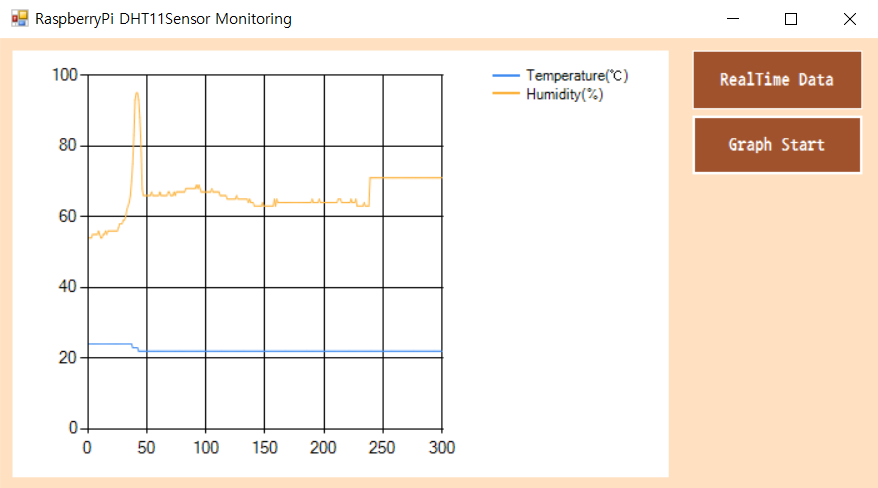 RaspberryPi DHT11Sensor Monitoring
RealTime Data
Graph Start
Temperature(℃)
Humidity(%)
100
80
60
40
20
0
0 50 100 150 200 250 300